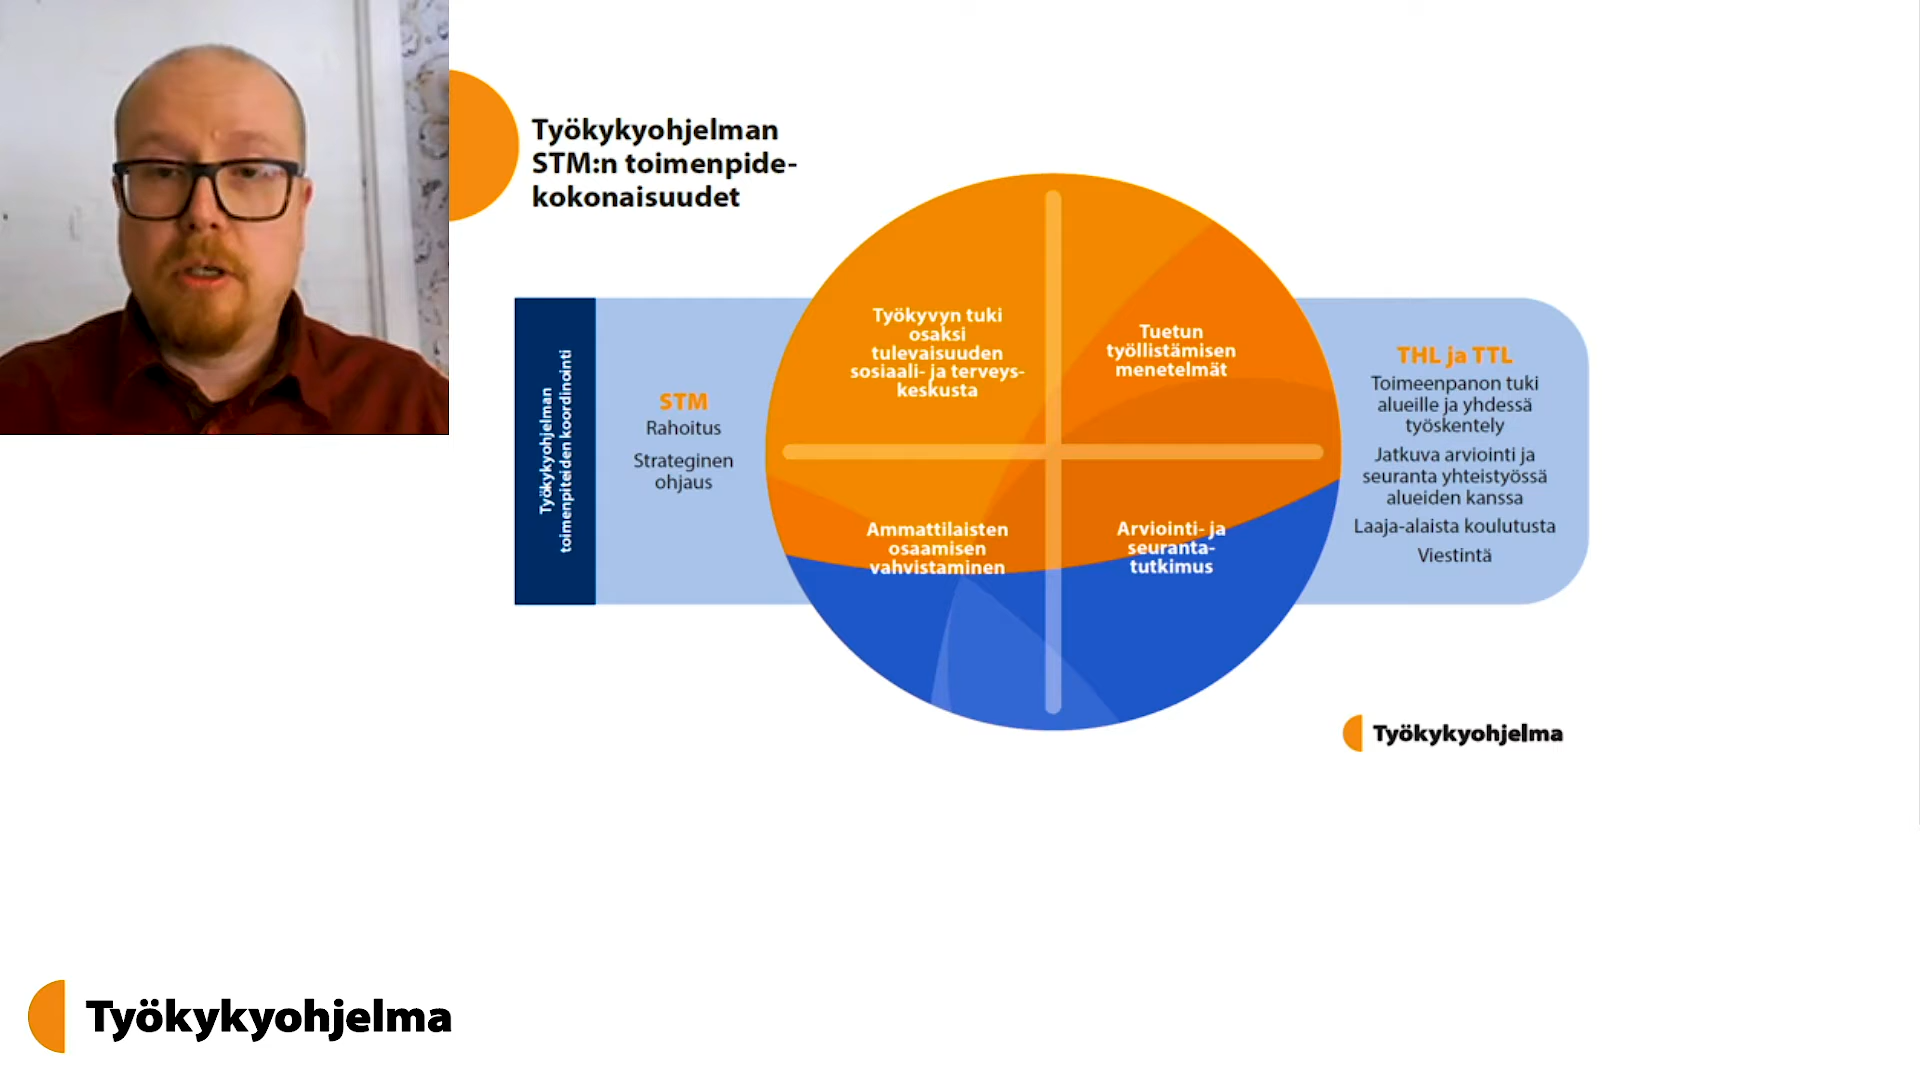 Työkykyohjelman
STM:n toimenpide-
kokonaisuudet
Työkykyohjelman
toimenpiteiden koordinointi
STM
Rahoitus
Strateginen
ohjaus
Työkyvyn tuki
osaksi
tulevaisuuden
sosiaali- ja terveys-
keskusta
Tuetun
työllistämisen
menetelmät
Ammattilaisten
osaamisen
vahvistaminen
Arviointi- ja
seuranta-
tutkimus
THL ja TTL
Toimeenpanon tuki
alueille ja yhdessä
työskentely
Jatkuva arviointi ja
seuranta yhteistyössä
alueiden kanssa
Laaja-alaista koulutusta
Viestintä
Työkykyohjelma
Työkykyohjelma